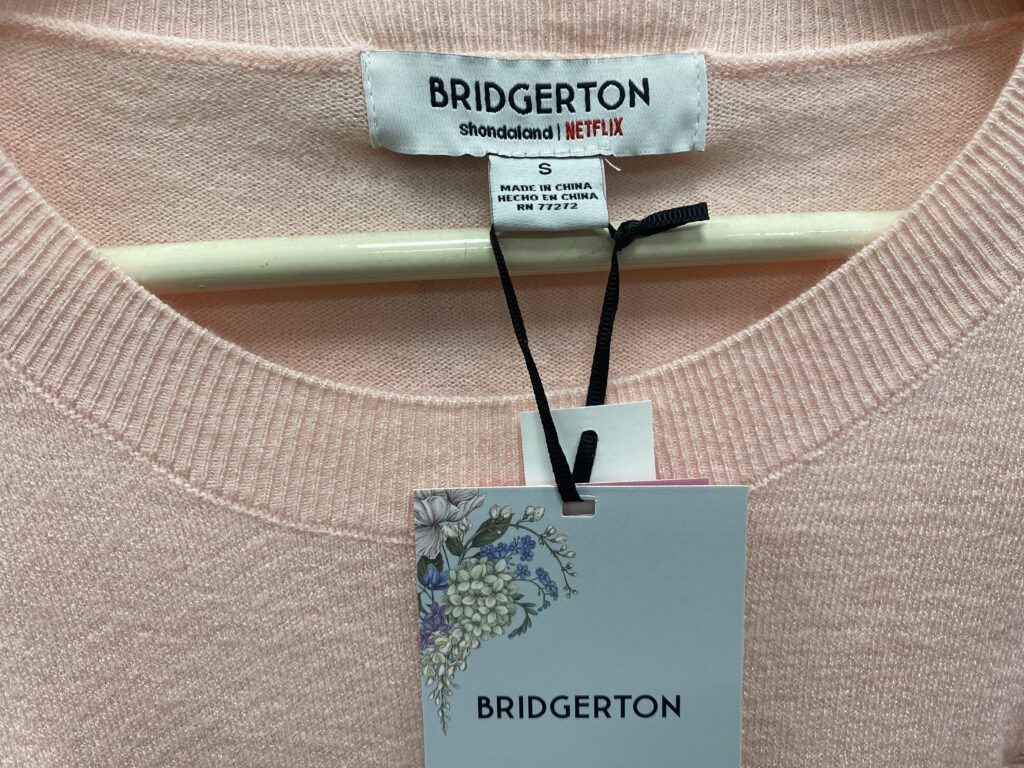 BRIDGERTON
shondaland | NETFLIX
S
MADE IN CHINA
HECHO EN CHINA
RN 77272
BRIDGERTON